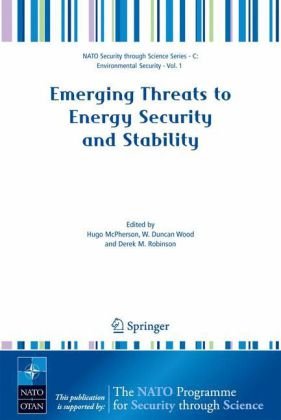 NATO Security through Science Series - C:
Environmental Security - Vol. 1
Emerging Threats to
Energy Security
and Stability
Edited by
Hugo McPherson, W. Duncan Wood
and Derek M. Robinson
Springer
NATO
OTAN
This publication
is supported by:
The NATO Programme
for Security through Science